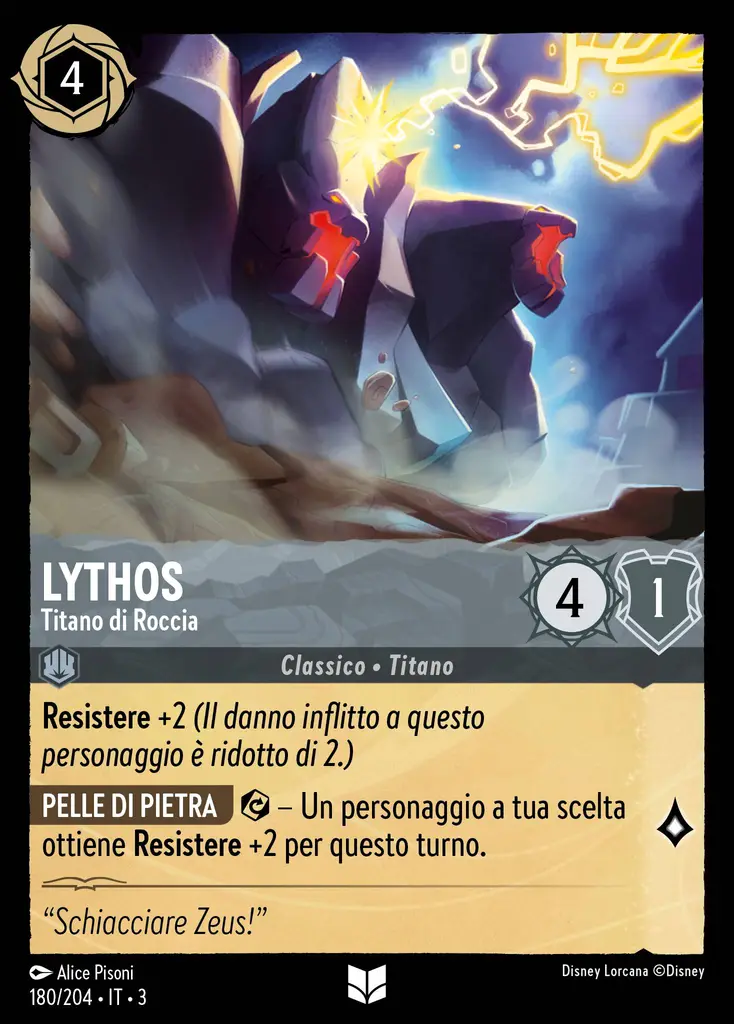 4
LYTHOS
Titano di Roccia
4
1
Classico • Titano
Resistere +2 (Il danno inflitto a questo
personaggio è ridotto di 2.)
PELLE DI PIETRA – Un personaggio a tua scelta
ottiene Resistere +2 per questo turno.
“Schiacciare Zeus!”
Alice Pisoni
Disney Lorcana ©Disney
180/204 • IT • 3